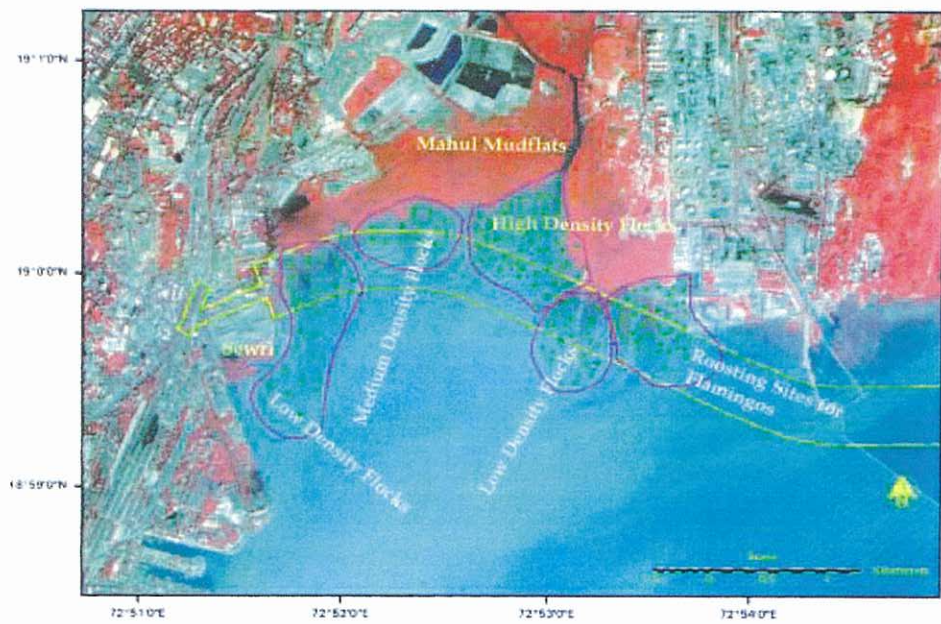 19°1'0"N
Mahul Mudflats
High Density Flocks
19°0'0"N
Sewri
Medium Density Flock
Roosting Sites for
Flamingos
Low Density Flocks
Low Density Flocks
18°59'0"N
72°51'0"E
72°52'0"E
72°53'0"E
72°54'0"E